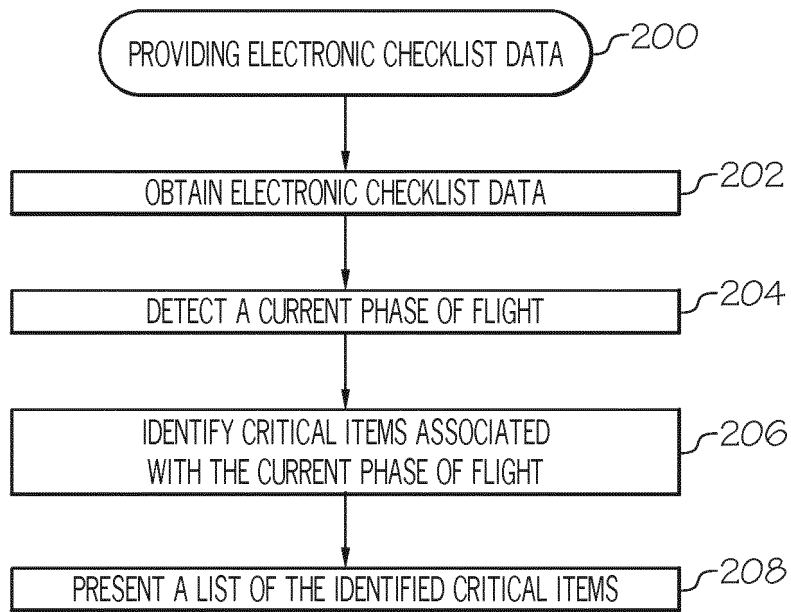 PROVIDING ELECTRONIC CHECKLIST DATA
200
OBTAIN ELECTRONIC CHECKLIST DATA
202
DETECT A CURRENT PHASE OF FLIGHT
204
IDENTIFY CRITICAL ITEMS ASSOCIATED
WITH THE CURRENT PHASE OF FLIGHT
206
PRESENT A LIST OF THE IDENTIFIED CRITICAL ITEMS
208